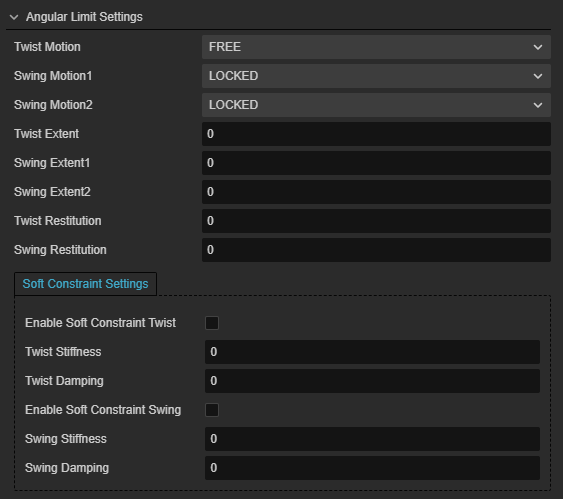 Angular Limit Settings
Twist Motion FREE
Swing Motion1 LOCKED
Swing Motion2 LOCKED
Twist Extent 0
Swing Extent1 0
Swing Extent2 0
Twist Restitution 0
Swing Restitution 0
Soft Constraint Settings
Enable Soft Constraint Twist
Twist Stiffness 0
Twist Damping 0
Enable Soft Constraint Swing
Swing Stiffness 0
Swing Damping 0